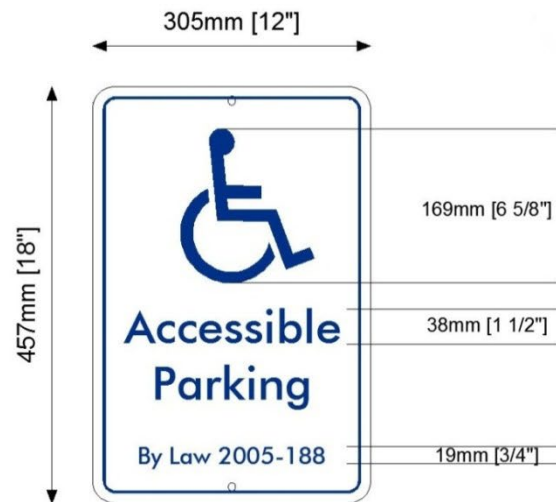 305mm [12"]
457mm [18"]
169mm [6 5/8"]
Accessible
38mm [1 1/2"]
Parking
By Law 2005-188
19mm [3/4"]